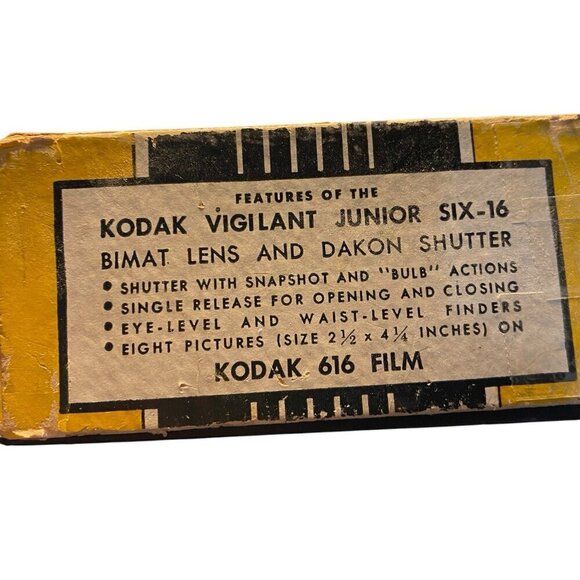 FEATURES OF THE
KODAK VIGILANT JUNIOR SIX-16
BIMAT LENS AND DAKON SHUTTER
• SHUTTER WITH SNAPSHOT AND "BULB" ACTIONS
• SINGLE RELEASE FOR OPENING AND CLOSING
• EYE-LEVEL AND WAIST-LEVEL FINDERS
• EIGHT PICTURES (SIZE 2½ x 4¼ INCHES) ON
KODAK 616 FILM